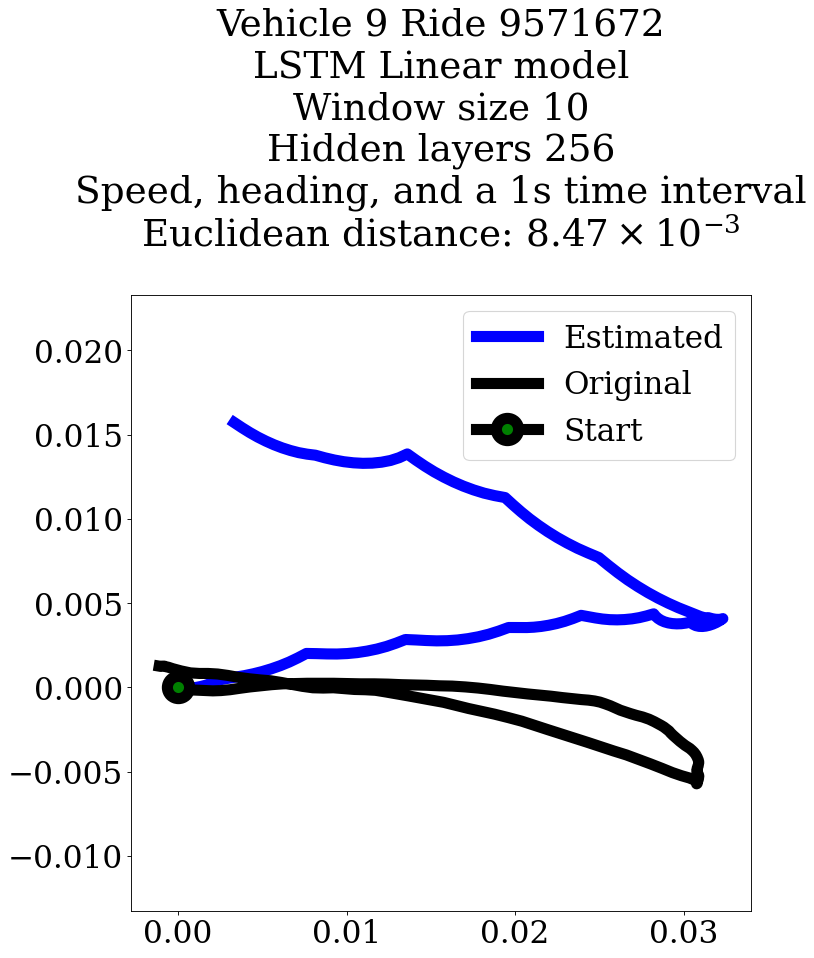 Vehicle 9 Ride 9571672
LSTM Linear model
Window size 10
Hidden layers 256
Speed, heading, and a 1s time interval
Euclidean distance: 8.47 × 10⁻³
Estimated
Original
Start
0.020
0.015
0.010
0.005
0.000
−0.005
−0.010
0.00 0.01 0.02 0.03